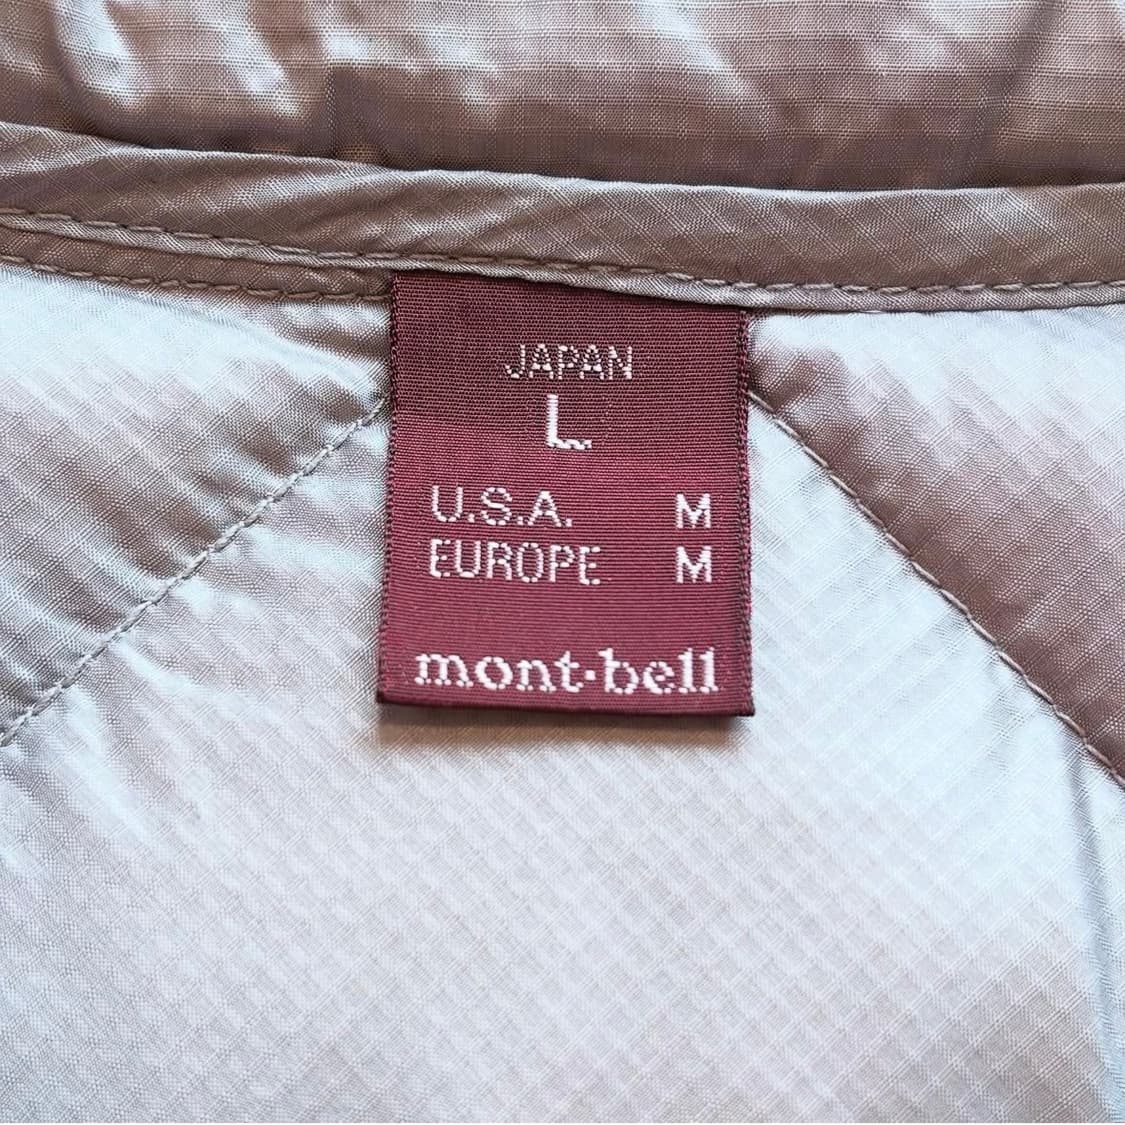 JAPAN
L
U.S.A. M
EUROPE M
mont·bell